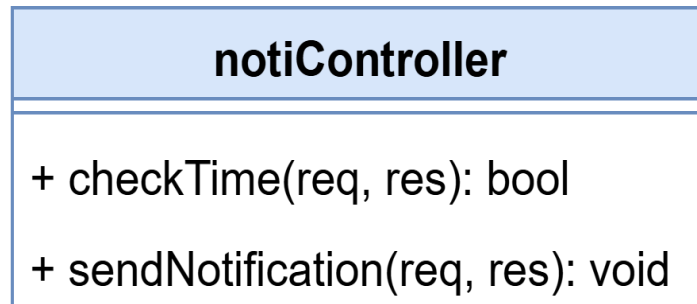 notiController
+ checkTime(req, res): bool
+ sendNotification(req, res): void